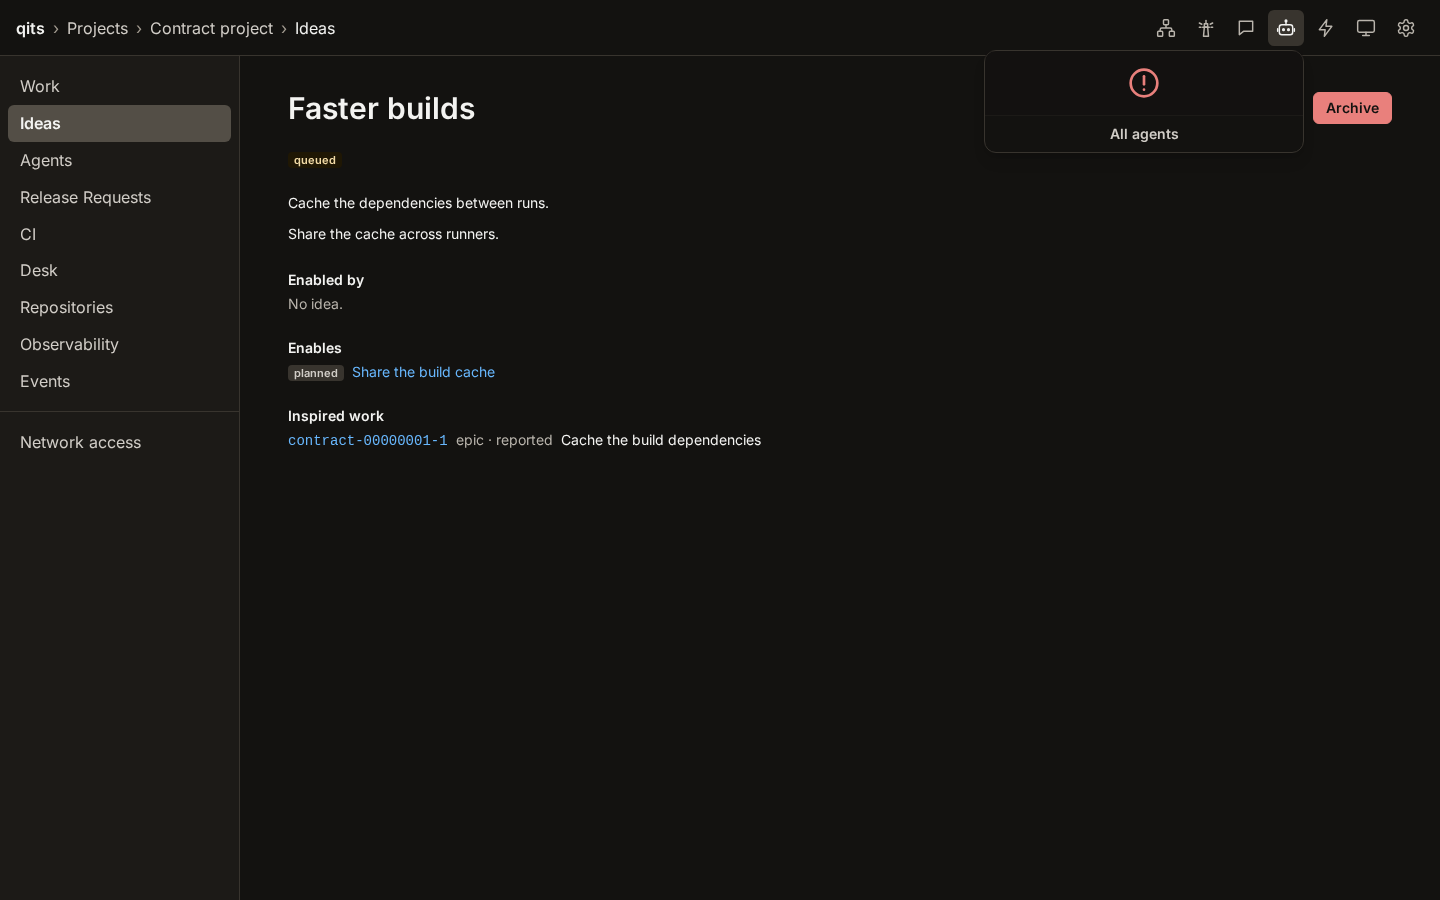 qits › Projects › Contract project › Ideas
Work
Ideas
Agents
Release Requests
CI
Desk
Repositories
Observability
Events
Network access
All agents
Faster builds
Archive
queued
Cache the dependencies between runs.
Share the cache across runners.
Enabled by
No idea.
Enables
planned Share the build cache
Inspired work
contract-00000001-1 epic · reported Cache the build dependencies